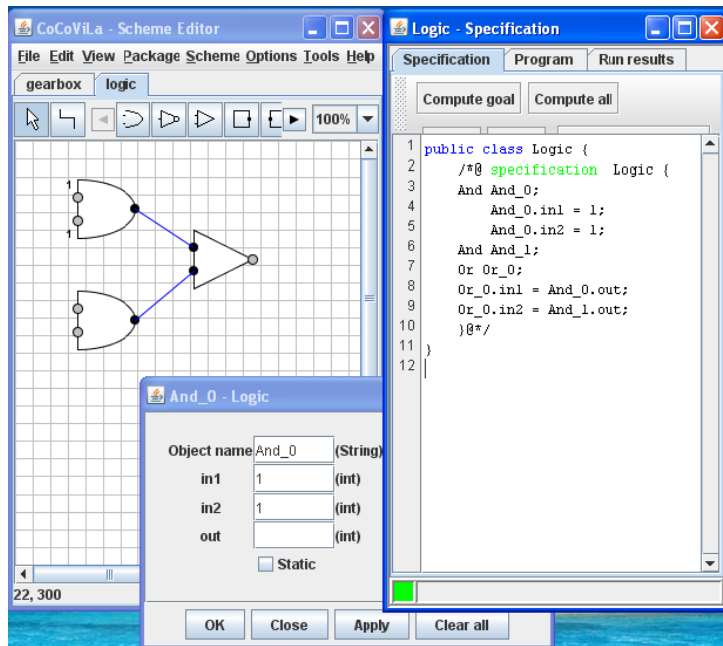 CoCoViLa - Scheme Editor
File Edit View Package Scheme Options Tools Help
gearbox logic
100%
1
1
22, 300
Logic - Specification
Specification Program Run results
Compute goal Compute all
1 public class Logic {
2 /*@ specification Logic {
3 And And_0;
4 And_0.in1 = 1;
5 And_0.in2 = 1;
6 And And_1;
7 Or Or_0;
8 Or_0.in1 = And_0.out;
9 Or_0.in2 = And_1.out;
10 }@*/
11 }
12
And_0 - Logic
Object name And_0 (String)
in1 1 (int)
in2 1 (int)
out (int)
Static
OK Close Apply Clear all